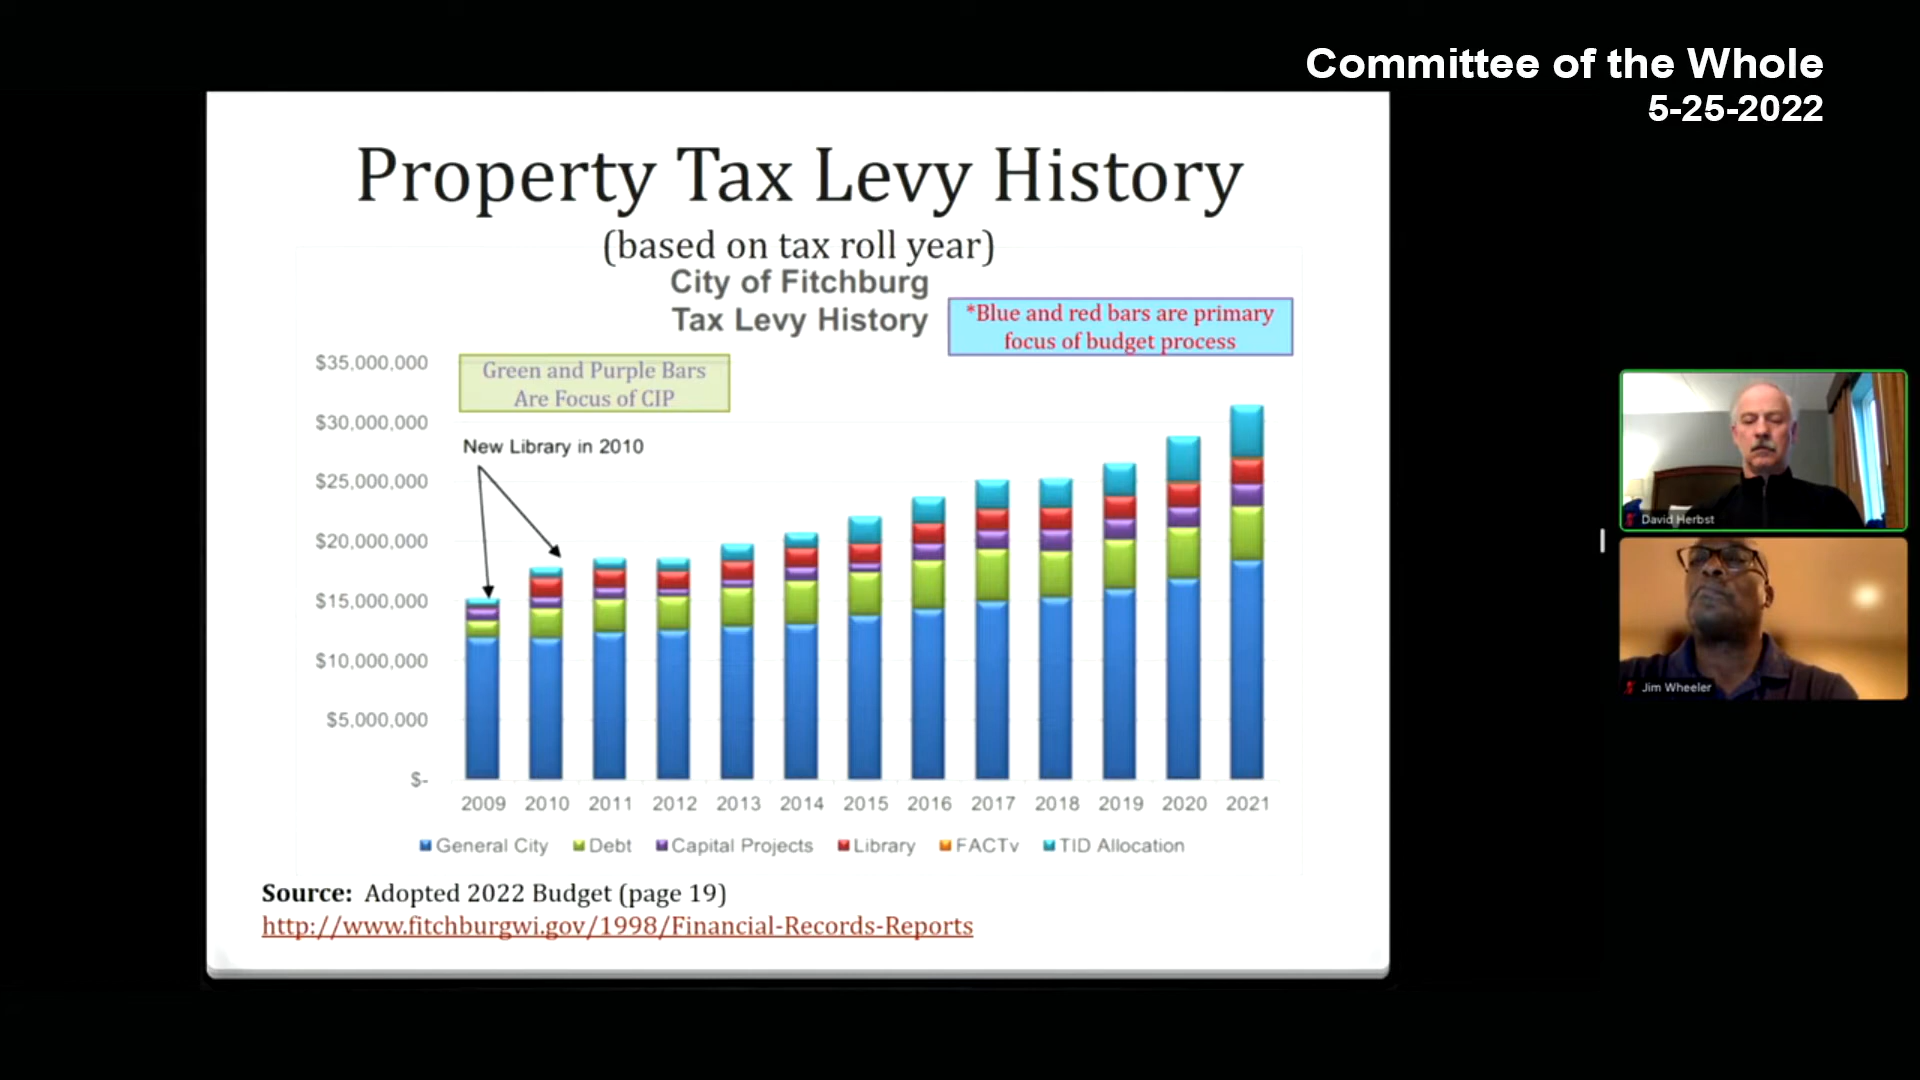 Committee of the Whole
5-25-2022
Property Tax Levy History
(based on tax roll year)
City of Fitchburg
Tax Levy History
*Blue and red bars are primary
focus of budget process
Green and Purple Bars
Are Focus of CIP
New Library in 2010
$35,000,000
$30,000,000
$25,000,000
$20,000,000
$15,000,000
$10,000,000
$5,000,000
$-
2009 2010 2011 2012 2013 2014 2015 2016 2017 2018 2019 2020 2021
General City Debt Capital Projects Library FACTv TID Allocation
Source: Adopted 2022 Budget (page 19)
http://www.fitchburgwi.gov/1998/Financial-Records-Reports
David Herbst
Jim Wheeler